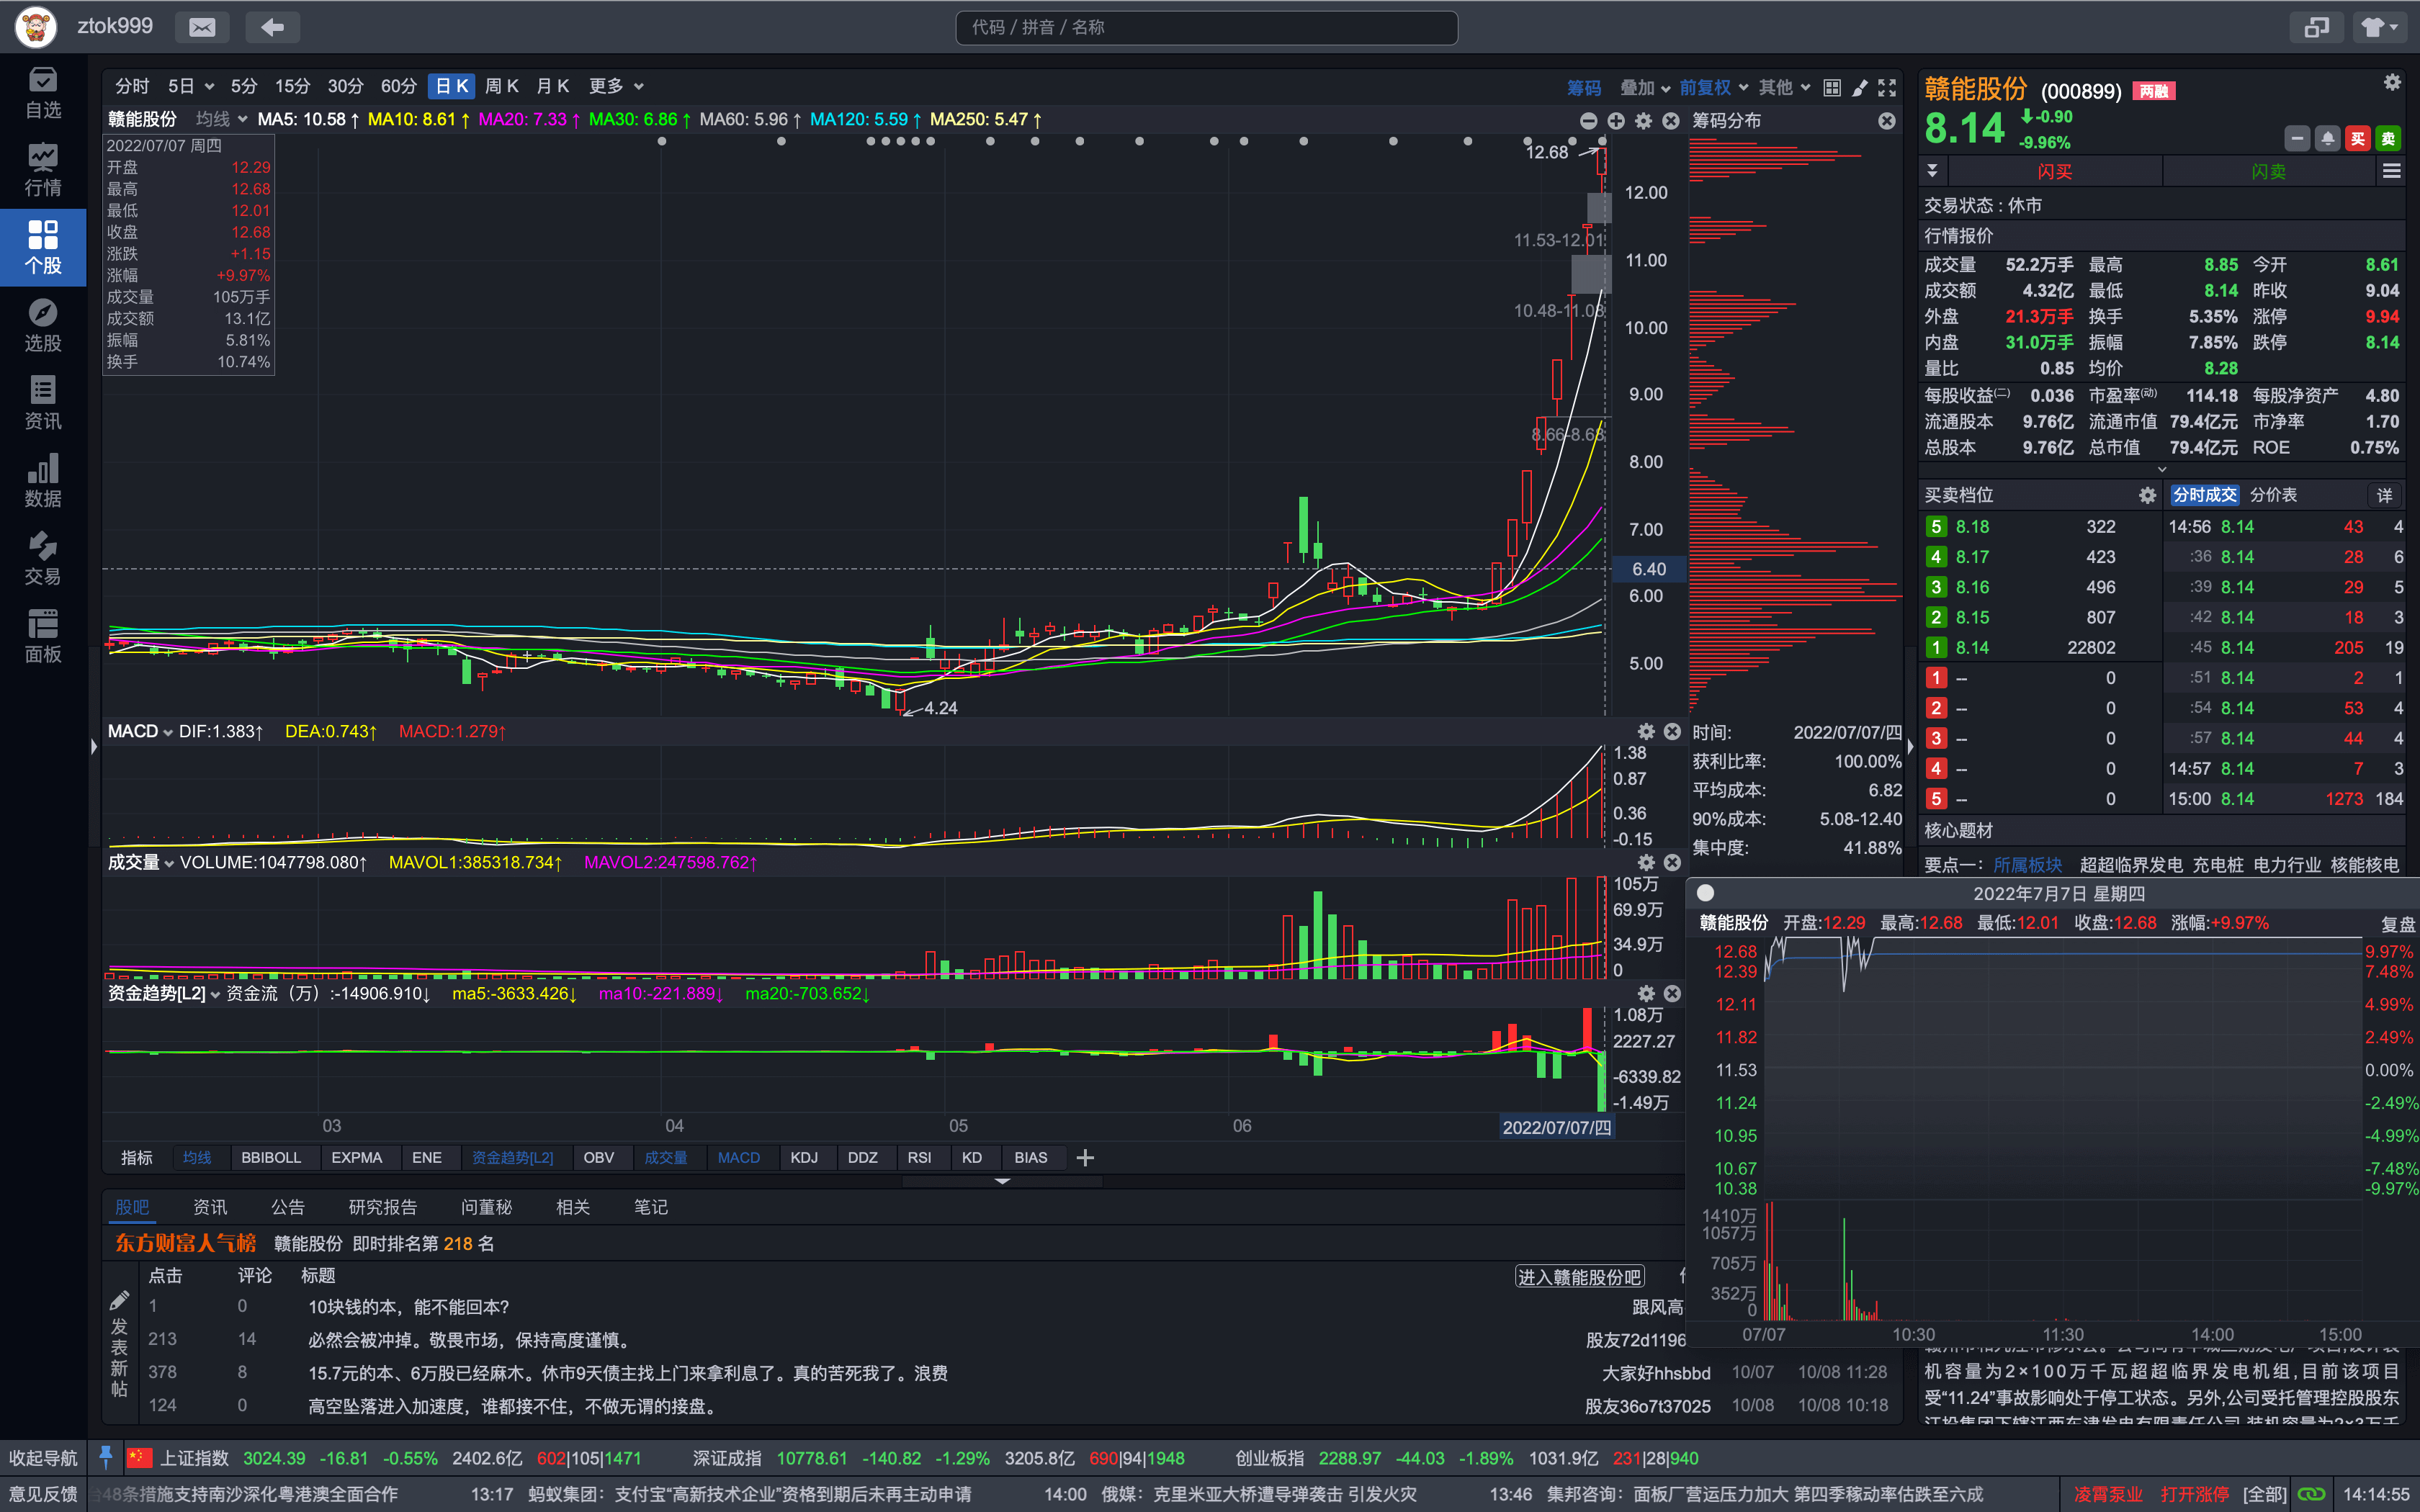 ztok999
代码 / 拼音 / 名称
自选
行情
个股
选股
资讯
数据
交易
面板
分时 5日 5分 15分 30分 60分 日K 周K 月K 更多
筹码 叠加 前复权 其他
赣能股份 均线 MA5: 10.58↑ MA10: 8.61↑ MA20: 7.33↑ MA30: 6.86↑ MA60: 5.96↑ MA120: 5.59↑ MA250: 5.47↑
筹码分布
2022/07/07 周四
开盘 12.29
最高 12.68
最低 12.01
收盘 12.68
涨跌 +1.15
涨幅 +9.97%
成交量 105万手
成交额 13.1亿
振幅 5.81%
换手 10.74%
12.68
12.00
11.53-12.01
11.00
10.48-11.03
10.00
9.00
8.66-8.68
8.00
7.00
6.40
6.00
5.00
4.24
MACD DIF:1.383↑ DEA:0.743↑ MACD:1.279↑
1.38
0.87
0.36
-0.15
成交量 VOLUME:1047798.080↑ MAVOL1:385318.734↑ MAVOL2:247598.762↑
105万
69.9万
34.9万
0
资金趋势[L2] 资金流（万）:-14906.910↓ ma5:-3633.426↓ ma10:-221.889↓ ma20:-703.652↓
1.08万
2227.27
-6339.82
-1.49万
03 04 05 06 2022/07/07/四
指标 均线 BBIBOLL EXPMA ENE 资金趋势[L2] OBV 成交量 MACD KDJ DDZ RSI KD BIAS
时间: 2022/07/07/四
获利比率: 100.00%
平均成本: 6.82
90%成本: 5.08-12.40
集中度: 41.88%
股吧 资讯 公告 研究报告 问董秘 相关 笔记
东方财富人气榜 赣能股份 即时排名第 218 名
点击 评论 标题
进入赣能股份吧
发表新帖
1 0 10块钱的本，能不能回本? 跟风高
213 14 必然会被冲掉。敬畏市场，保持高度谨慎。 股友72d1196
378 8 15.7元的本、6万股已经麻木。休市9天债主找上门来拿利息了。真的苦死我了。浪费 大家好hhsbbd 10/07 10/08 11:28
124 0 高空坠落进入加速度，谁都接不住，不做无谓的接盘。 股友36o7t37025 10/08 10/08 10:18
赣能股份 (000899) 两融
8.14 -0.90
-9.96%
买 卖
闪买 闪卖
交易状态 : 休市
行情报价
成交量 52.2万手 最高 8.85 今开 8.61
成交额 4.32亿 最低 8.14 昨收 9.04
外盘 21.3万手 换手 5.35% 涨停 9.94
内盘 31.0万手 振幅 7.85% 跌停 8.14
量比 0.85 均价 8.28
每股收益(二) 0.036 市盈率(动) 114.18 每股净资产 4.80
流通股本 9.76亿 流通市值 79.4亿元 市净率 1.70
总股本 9.76亿 总市值 79.4亿元 ROE 0.75%
买卖档位 分时成交 分价表 详
5 8.18 322 14:56 8.14 43 4
4 8.17 423 :36 8.14 28 6
3 8.16 496 :39 8.14 29 5
2 8.15 807 :42 8.14 18 3
1 8.14 22802 :45 8.14 205 19
1 -- 0 :51 8.14 2 1
2 -- 0 :54 8.14 53 4
3 -- 0 :57 8.14 44 4
4 -- 0 14:57 8.14 7 3
5 -- 0 15:00 8.14 1273 184
核心题材
要点一： 所属板块 超超临界发电 充电桩 电力行业 核能核电
2022年7月7日 星期四
赣能股份 开盘:12.29 最高:12.68 最低:12.01 收盘:12.68 涨幅:+9.97% 复盘
12.68 9.97%
12.39 7.48%
12.11 4.99%
11.82 2.49%
11.53 0.00%
11.24 -2.49%
10.95 -4.99%
10.67 -7.48%
10.38 -9.97%
1410万
1057万
705万
352万
0
07/07 10:30 11:30 14:00 15:00
机容量为2×100万千瓦超超临界发电机组,目前该项目
受“11.24”事故影响处于停工状态。另外,公司受托管理控股股东
收起导航 上证指数 3024.39 -16.81 -0.55% 2402.6亿 602|105|1471 深证成指 10778.61 -140.82 -1.29% 3205.8亿 690|94|1948 创业板指 2288.97 -44.03 -1.89% 1031.9亿 231|28|940
意见反馈 台48条措施支持南沙深化粤港澳全面合作 13:17 蚂蚁集团：支付宝“高新技术企业”资格到期后未再主动申请 14:00 俄媒：克里米亚大桥遭导弹袭击 引发火灾 13:46 集邦咨询：面板厂营运压力加大 第四季稼动率估跌至六成 凌霄泵业 打开涨停 [全部] 14:14:55